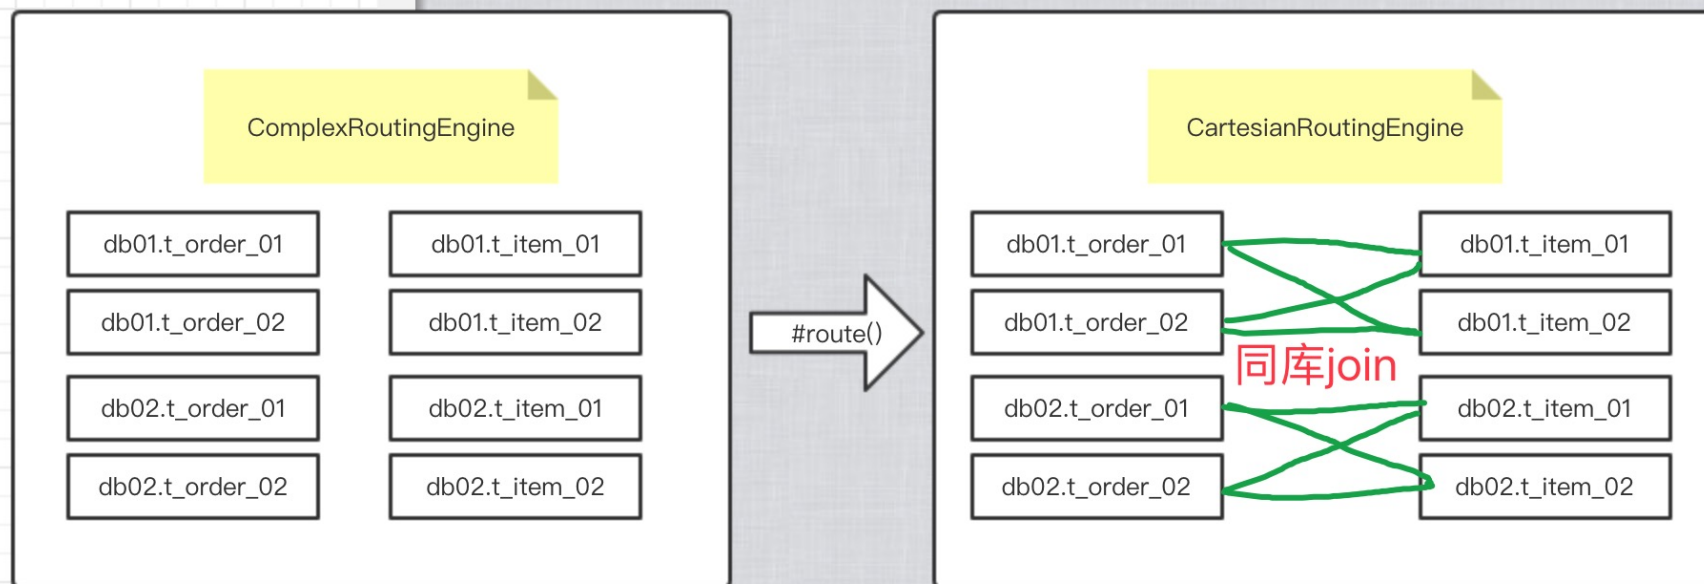 ComplexRoutingEngine
db01.t_order_01
db01.t_item_01
db01.t_order_02
db01.t_item_02
db02.t_order_01
db02.t_item_01
db02.t_order_02
db02.t_item_02
#route()
CartesianRoutingEngine
db01.t_order_01
db01.t_item_01
db01.t_order_02
db01.t_item_02
同库join
db02.t_order_01
db02.t_item_01
db02.t_order_02
db02.t_item_02